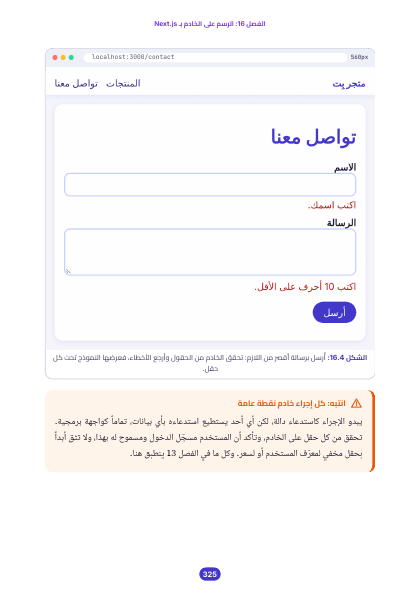 الفصل 16: الرسم على الخادم بـ Next.js
localhost:3000/contact
560px
متجر بِت
المنتجات تواصل معنا
تواصل معنا
الاسم
اكتب اسمك.
الرسالة
اكتب 10 أحرف على الأقل.
أرسل
الشكل 16.4: أرسل برسالة أقصر من اللازم: تحقق الخادم من الحقول وأرجع الأخطاء، فعرضها النموذج تحت كل
حقل.
انتبه: كل إجراء خادم نقطة عامة
يبدو الإجراء كاستدعاء دالة، لكن أي أحد يستطيع استدعاءه بأي بيانات، تماماً كواجهة برمجية.
تحقق من كل حقل على الخادم، وتأكد أن المستخدم مسجّل الدخول ومسموح له بهذا، ولا تثق أبداً
بحقل مخفي لمعرّف المستخدم أو لسعر. وكل ما في الفصل 13 ينطبق هنا.
325